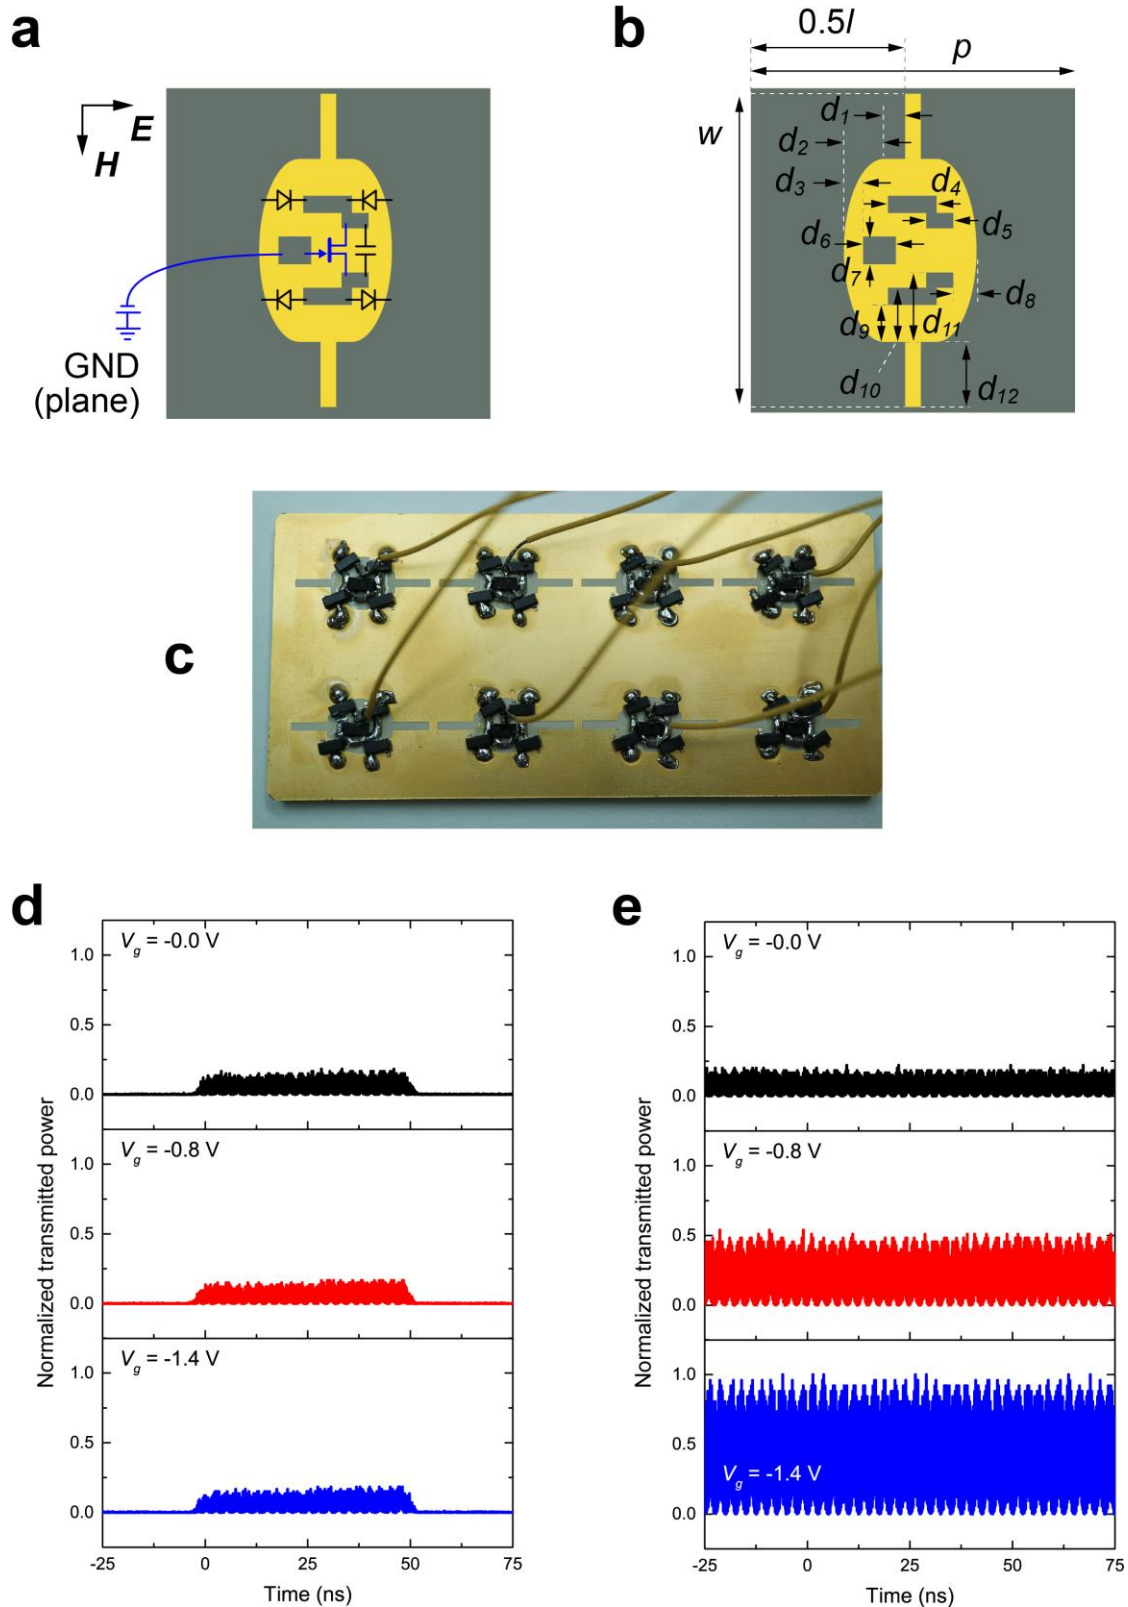 a
E
H
GND
(plane)
b
0.5l
p
w
d1
d2
d3
d4
d5
d6
d7
d8
d9
d11
d10
d12
c
d
Vg = -0.0 V
1.0
0.5
0.0
Vg = -0.8 V
1.0
0.5
0.0
Vg = -1.4 V
1.0
0.5
0.0
-25 0 25 50 75
Time (ns)
Normalized transmitted power
e
Vg = -0.0 V
1.0
0.5
0.0
Vg = -0.8 V
1.0
0.5
0.0
1.0
0.5
Vg = -1.4 V
0.0
-25 0 25 50 75
Time (ns)
Normalized transmitted power